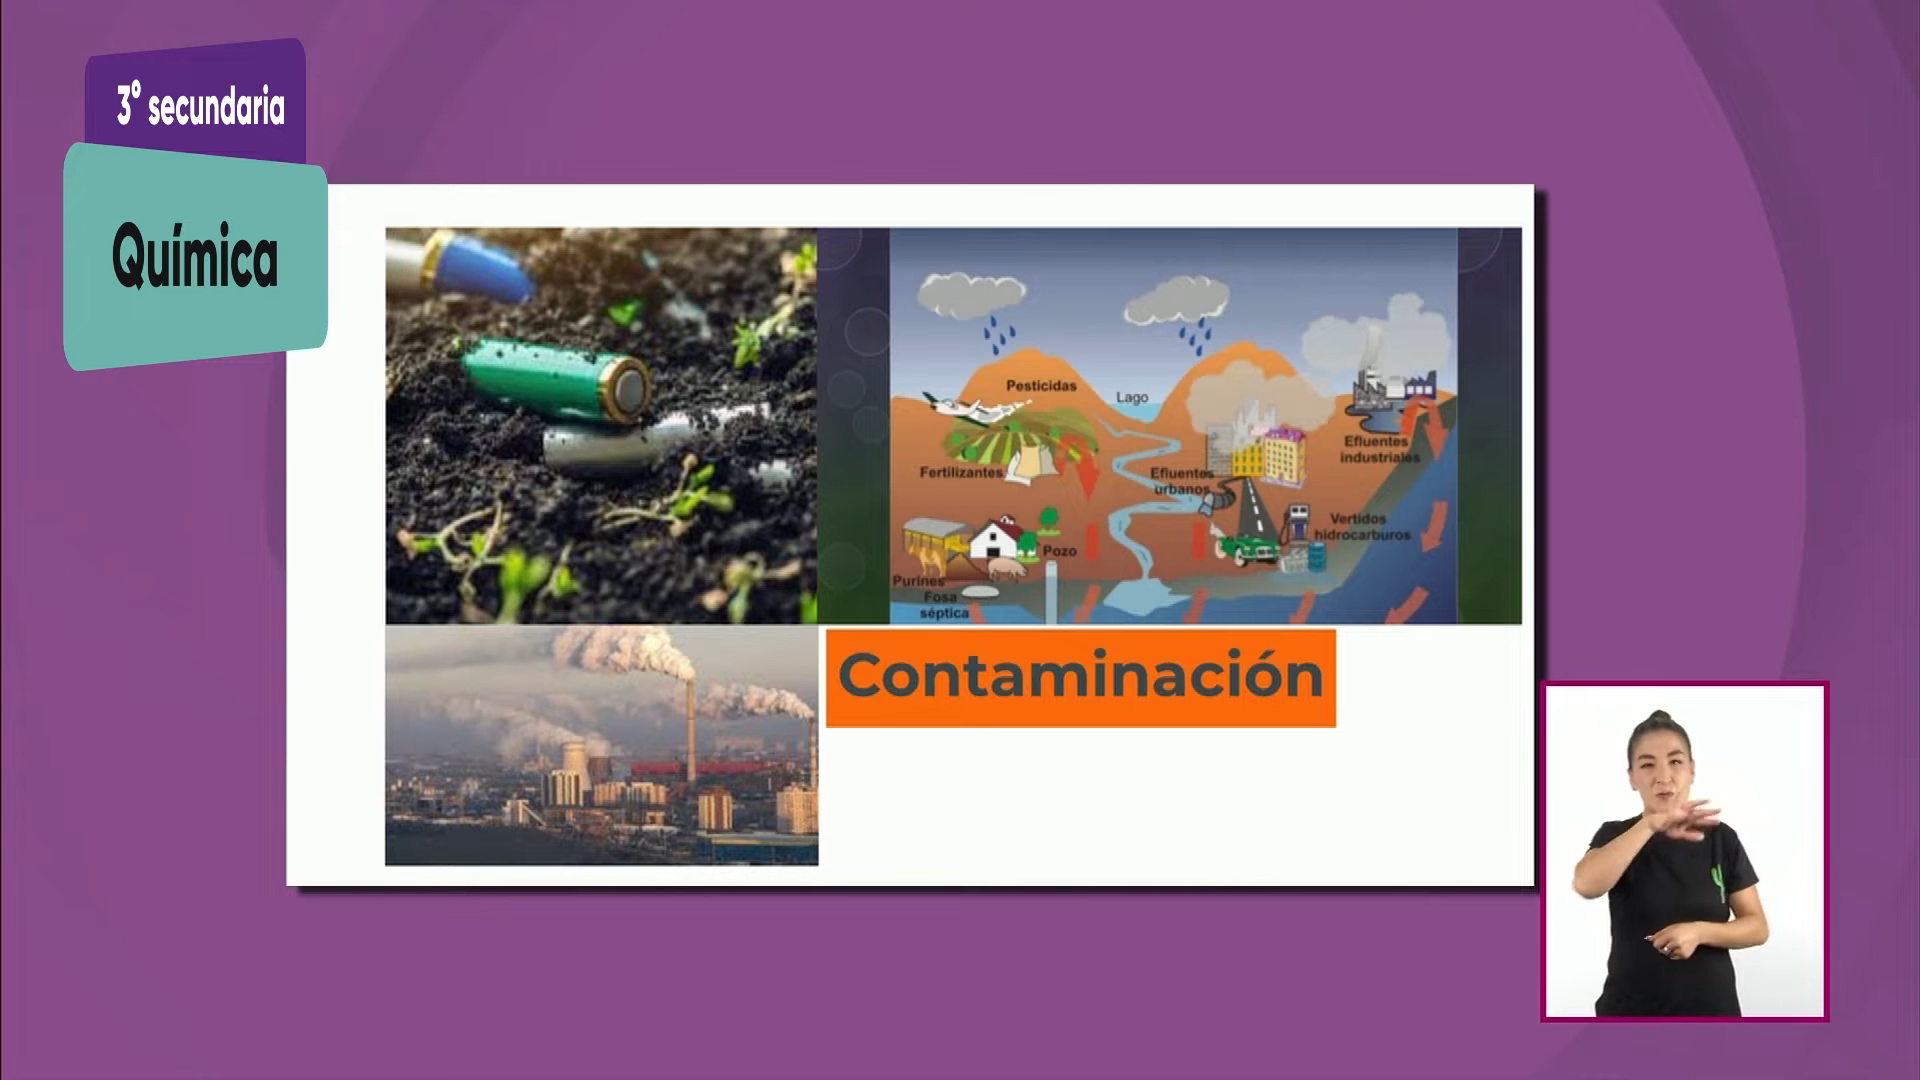 3° secundaria
Química
Pesticidas
Lago
Fertilizantes
Efluentes
urbanos
Efluentes
industriales
Vertidos
hidrocarburos
Pozo
Purines
Fosa
séptica
Contaminación